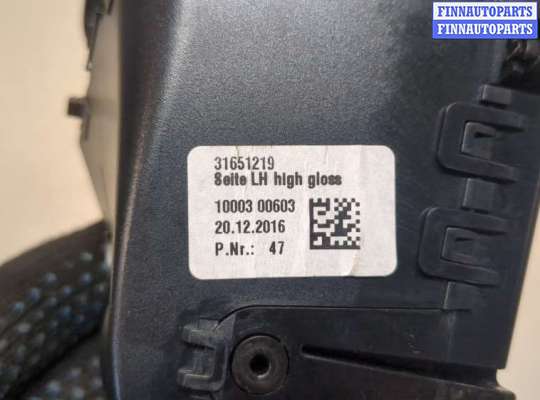 FINNAUTOPARTS
FINNAUTOPARTS
31651219
Seite LH high gloss
10003 00603
20.12.2016
P.Nr.: 47